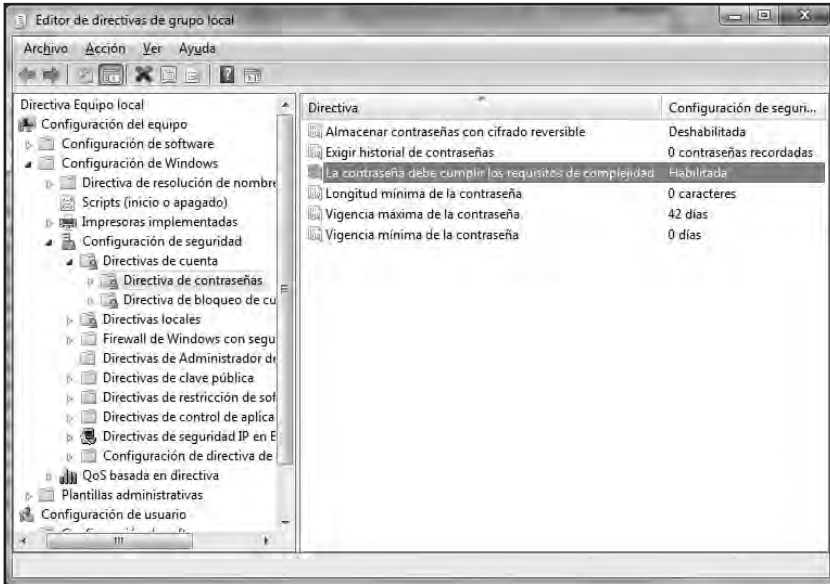 Editor de directivas de grupo local
Archivo Acción Ver Ayuda
Directiva Equipo local
Configuración del equipo
Configuración de software
Configuración de Windows
Directiva de resolución de nombre
Scripts (inicio o apagado)
Impresoras implementadas
Configuración de seguridad
Directivas de cuenta
Directiva de contraseñas
Directiva de bloqueo de cu
Directivas locales
Firewall de Windows con segu
Directivas de Administrador de
Directivas de clave pública
Directivas de restricción de sof
Directivas de control de aplica
Directivas de seguridad IP en E
Configuración de directiva de
QoS basada en directiva
Plantillas administrativas
Configuración de usuario
Directiva Configuración de seguri...
Almacenar contraseñas con cifrado reversible Deshabilitada
Exigir historial de contraseñas 0 contraseñas recordadas
La contraseña debe cumplir los requisitos de complejidad Habilitada
Longitud mínima de la contraseña 0 caracteres
Vigencia máxima de la contraseña 42 días
Vigencia mínima de la contraseña 0 días